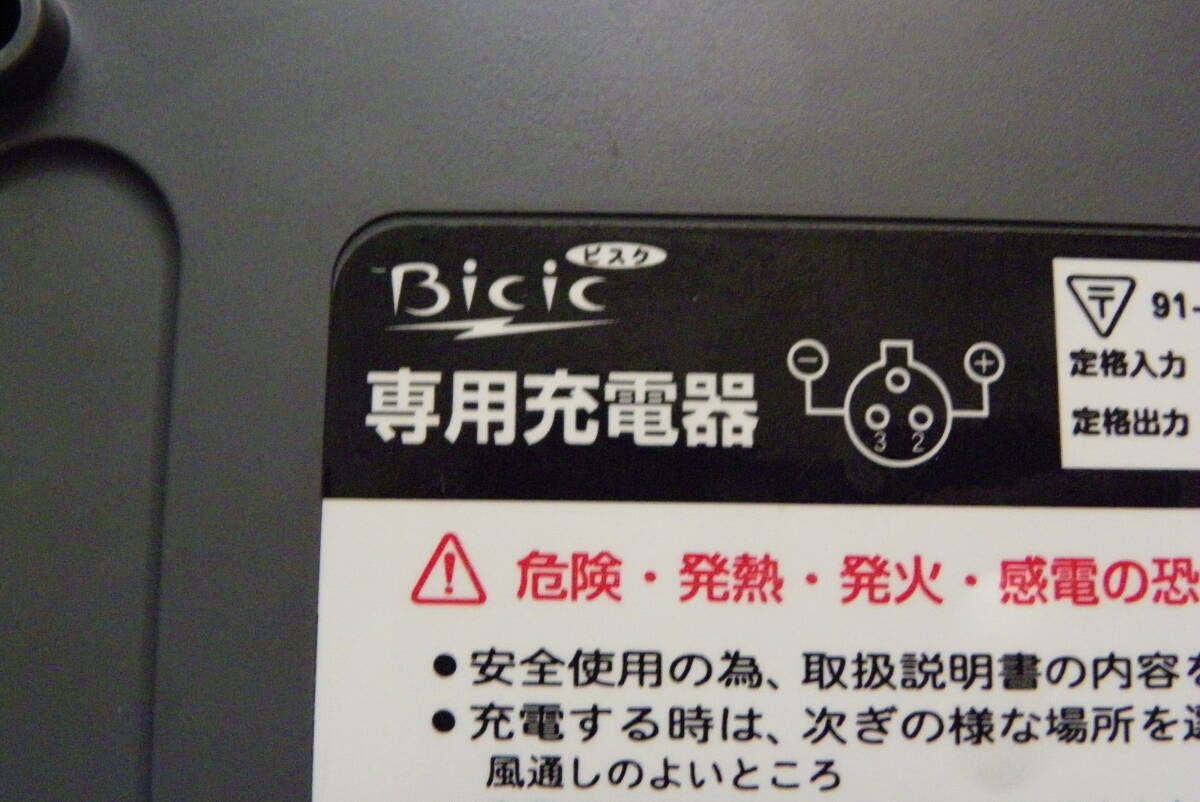 Bicic ビスク
専用充電器
− +
3 2
〒 91-
定格入力
定格出力
危険・発熱・発火・感電の恐
●安全使用の為、取扱説明書の内容を
●充電する時は、次ぎの様な場所を選
風通しのよいところ